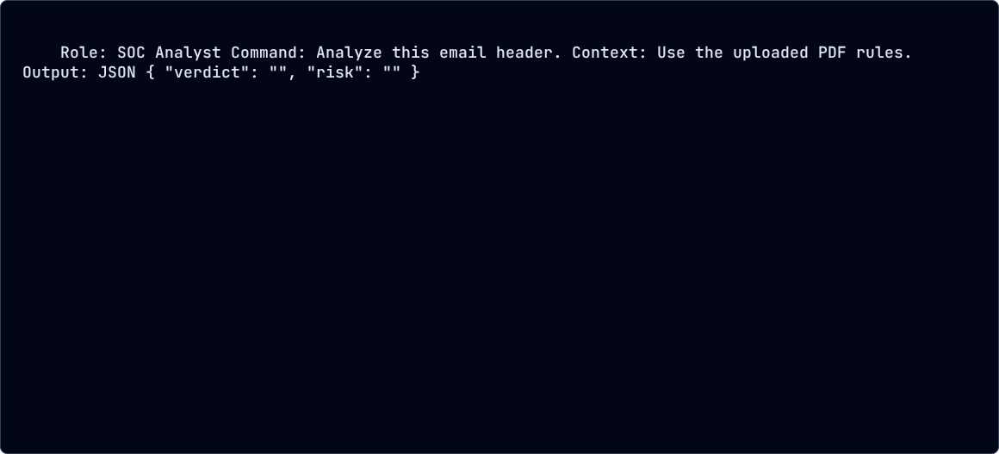 Role: SOC Analyst Command: Analyze this email header. Context: Use the uploaded PDF rules.
Output: JSON { "verdict": "", "risk": "" }